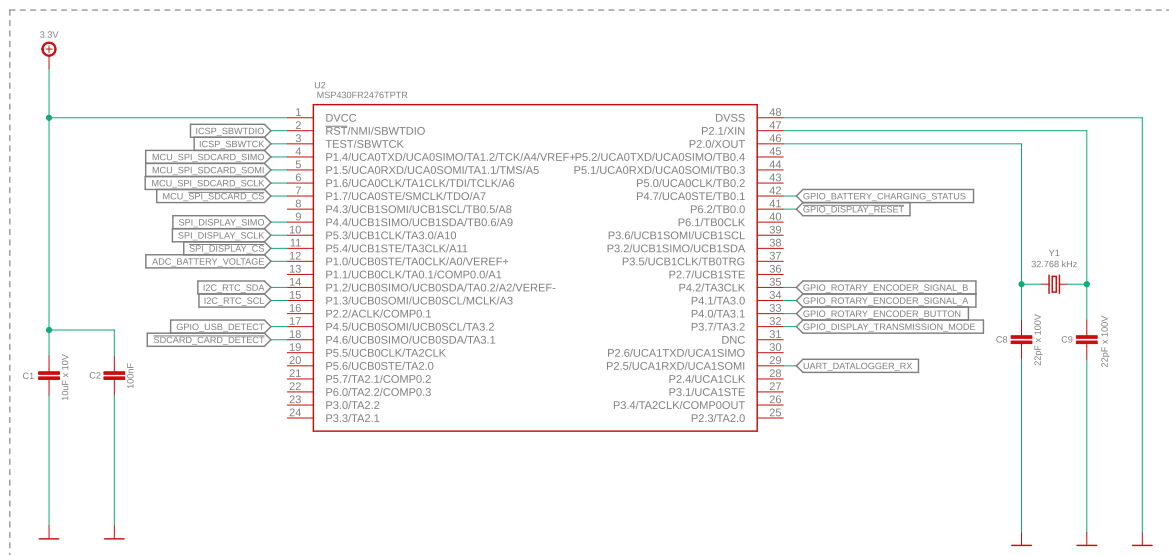 3.3V
U2
MSP430FR2476TPTR
1 DVCC
ICSP_SBWTDIO 2 RST/NMI/SBWTDIO
ICSP_SBWTCK 3 TEST/SBWTCK
MCU_SPI_SDCARD_SIMO 4 P1.4/UCA0TXD/UCA0SIMO/TA1.2/TCK/A4/VREF+
MCU_SPI_SDCARD_SOMI 5 P1.5/UCA0RXD/UCA0SOMI/TA1.1/TMS/A5
MCU_SPI_SDCARD_SCLK 6 P1.6/UCA0CLK/TA1CLK/TDI/TCLK/A6
MCU_SPI_SDCARD_CS 7 P1.7/UCA0STE/SMCLK/TDO/A7
8 P4.3/UCB1SOMI/UCB1SCL/TB0.5/A8
SPI_DISPLAY_SIMO 9 P4.4/UCB1SIMO/UCB1SDA/TB0.6/A9
SPI_DISPLAY_SCLK 10 P5.3/UCB1CLK/TA3.0/A10
SPI_DISPLAY_CS 11 P5.4/UCB1STE/TA3CLK/A11
ADC_BATTERY_VOLTAGE 12 P1.0/UCB0STE/TA0CLK/A0/VEREF+
13 P1.1/UCB0CLK/TA0.1/COMP0.0/A1
I2C_RTC_SDA 14 P1.2/UCB0SIMO/UCB0SDA/TA0.2/A2/VEREF-
I2C_RTC_SCL 15 P1.3/UCB0SOMI/UCB0SCL/MCLK/A3
16 P2.2/ACLK/COMP0.1
GPIO_USB_DETECT 17 P4.5/UCB0SOMI/UCB0SCL/TA3.2
SDCARD_CARD_DETECT 18 P4.6/UCB0SIMO/UCB0SDA/TA3.1
19 P5.5/UCB0CLK/TA2CLK
20 P5.6/UCB0STE/TA2.0
21 P5.7/TA2.1/COMP0.2
22 P6.0/TA2.2/COMP0.3
23 P3.0/TA2.2
24 P3.3/TA2.1
DVSS 48
P2.1/XIN 47
P2.0/XOUT 46
P5.2/UCA0TXD/UCA0SIMO/TB0.4 45
P5.1/UCA0RXD/UCA0SOMI/TB0.3 44
P5.0/UCA0CLK/TB0.2 43
P4.7/UCA0STE/TB0.1 42 GPIO_BATTERY_CHARGING_STATUS
P6.2/TB0.0 41 GPIO_DISPLAY_RESET
P6.1/TB0CLK 40
P3.6/UCB1SOMI/UCB1SCL 39
P3.2/UCB1SIMO/UCB1SDA 38
P3.5/UCB1CLK/TB0TRG 37
P2.7/UCB1STE 36
P4.2/TA3CLK 35 GPIO_ROTARY_ENCODER_SIGNAL_B
P4.1/TA3.0 34 GPIO_ROTARY_ENCODER_SIGNAL_A
P4.0/TA3.1 33 GPIO_ROTARY_ENCODER_BUTTON
P3.7/TA3.2 32 GPIO_DISPLAY_TRANSMISSION_MODE
DNC 31
P2.6/UCA1TXD/UCA1SIMO 30
P2.5/UCA1RXD/UCA1SOMI 29 UART_DATALOGGER_RX
P2.4/UCA1CLK 28
P3.1/UCA1STE 27
P3.4/TA2CLK/COMP0OUT 26
P2.3/TA2.0 25
C1
10uF x 10V
C2
100nF
Y1
32.768 kHz
C8
22pF x 100V
C9
22pF x 100V